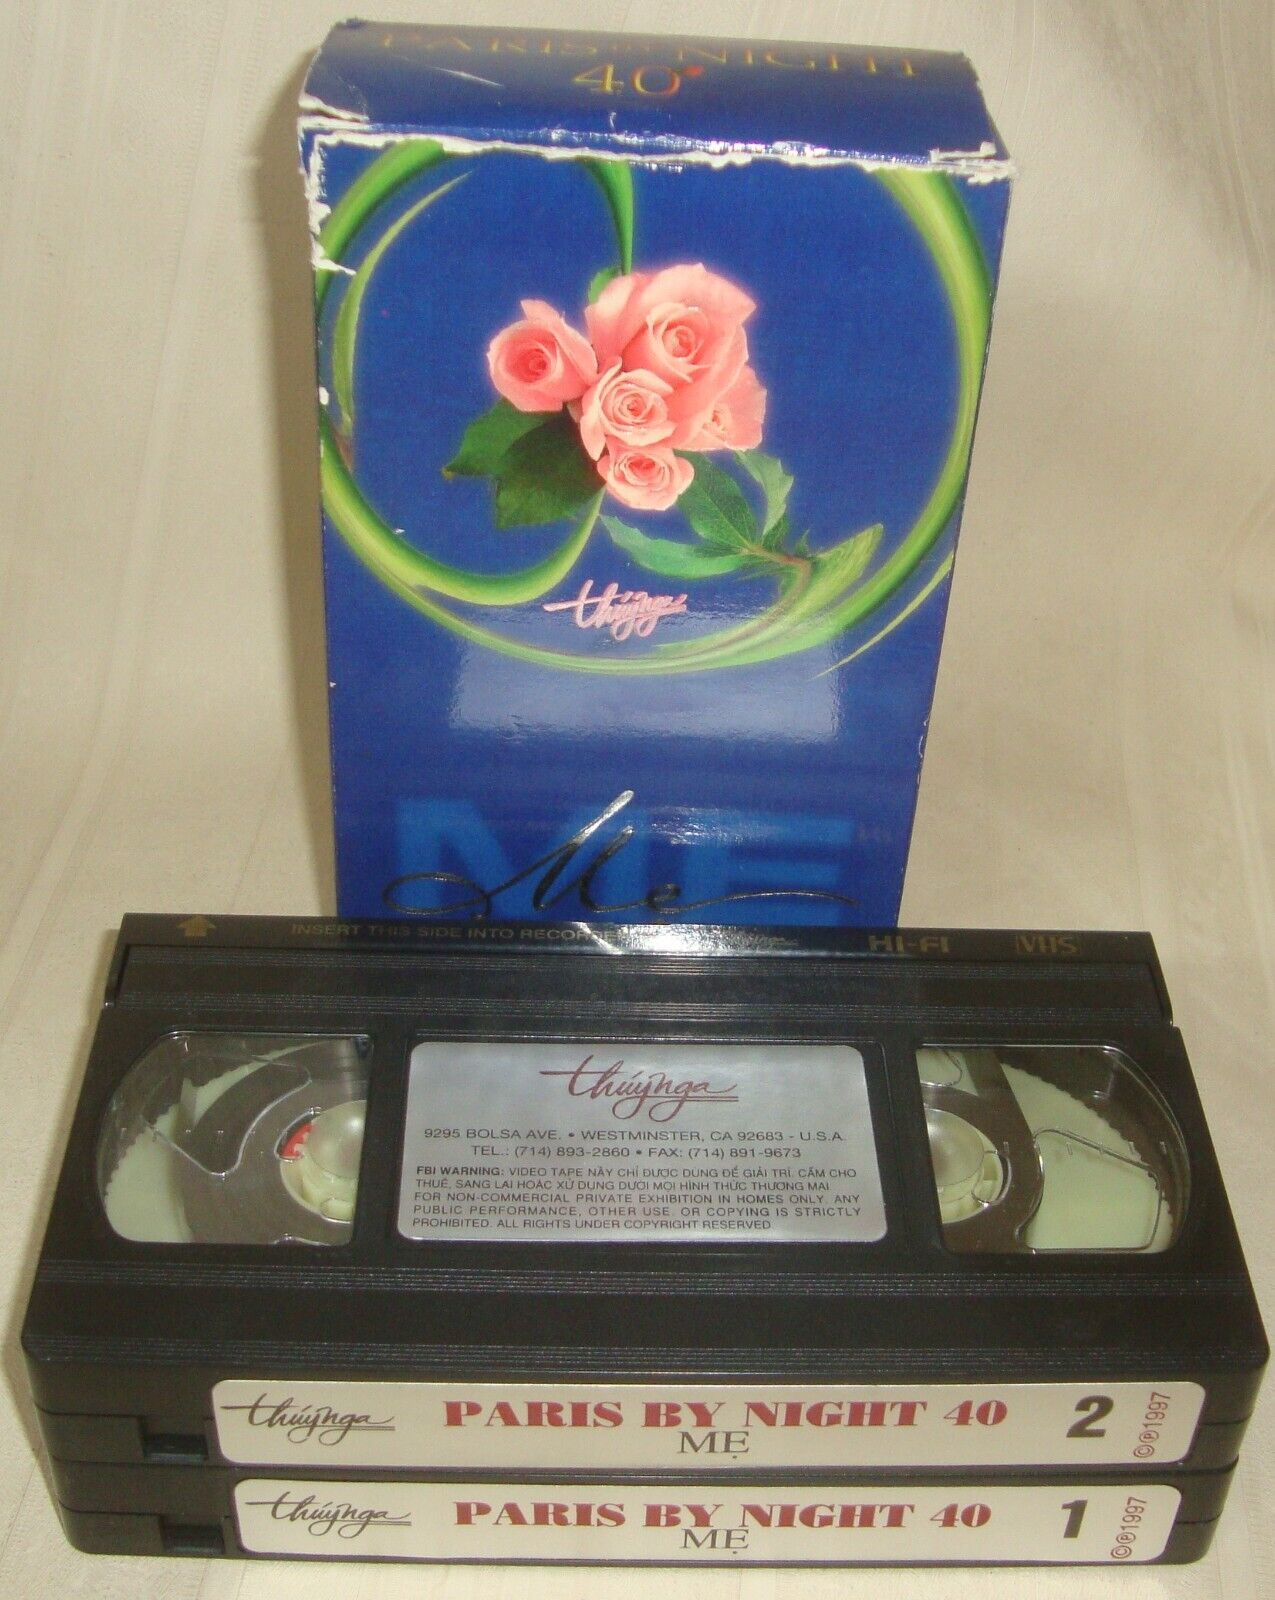 PARIS BY NIGHT
40
thúynga
ME
Mẹ
INSERT THIS SIDE INTO RECORDER HI-FI VHS
thúynga
9295 BOLSA AVE. • WESTMINSTER, CA 92683 - U.S.A.
TEL.: (714) 893-2860 • FAX: (714) 891-9673
FBI WARNING: VIDEO TAPE NÀY CHỈ ĐƯỢC DÙNG ĐỂ GIẢI TRÍ. CẤM CHO
THUÊ, SANG LẠI HOẶC XỬ DỤNG DƯỚI MỌI HÌNH THỨC THƯƠNG MẠI
FOR NON-COMMERCIAL PRIVATE EXHIBITION IN HOMES ONLY. ANY
PUBLIC PERFORMANCE, OTHER USE. OR COPYING IS STRICTLY
PROHIBITED. ALL RIGHTS UNDER COPYRIGHT RESERVED
thúynga PARIS BY NIGHT 40 2 ©℗1997
MẸ
thúynga PARIS BY NIGHT 40 1 ©℗1997
MẸ